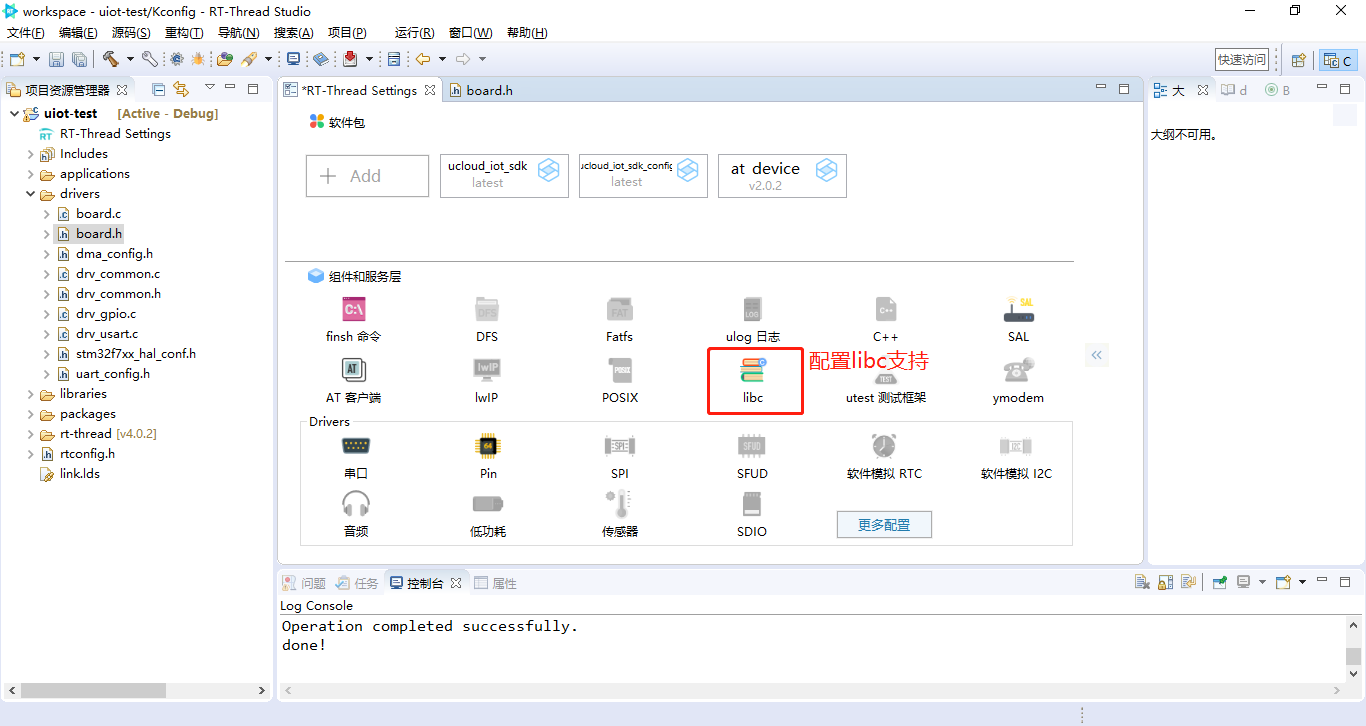 workspace - uiot-test/Kconfig - RT-Thread Studio
文件(F) 编辑(E) 源码(S) 重构(T) 导航(N) 搜索(A) 项目(P) 运行(R) 窗口(W) 帮助(H)
快速访问
C
项目资源管理器
*RT-Thread Settings
board.h
大
d
B
uiot-test [Active - Debug]
RT-Thread Settings
Includes
applications
drivers
board.c
board.h
dma_config.h
drv_common.c
drv_common.h
drv_gpio.c
drv_usart.c
stm32f7xx_hal_conf.h
uart_config.h
libraries
packages
rt-thread [v4.0.2]
rtconfig.h
link.lds
软件包
Add
ucloud_iot_sdk
latest
ucloud_iot_sdk_config
latest
at_device
v2.0.2
组件和服务层
finsh 命令 DFS Fatfs ulog 日志 C++ SAL
配置libc支持
AT 客户端 lwIP POSIX libc utest 测试框架 ymodem
Drivers
串口 Pin SPI SFUD 软件模拟 RTC 软件模拟 I2C
音频 低功耗 传感器 SDIO
更多配置
大纲不可用。
问题 任务 控制台 属性
Log Console
Operation completed successfully.
done!